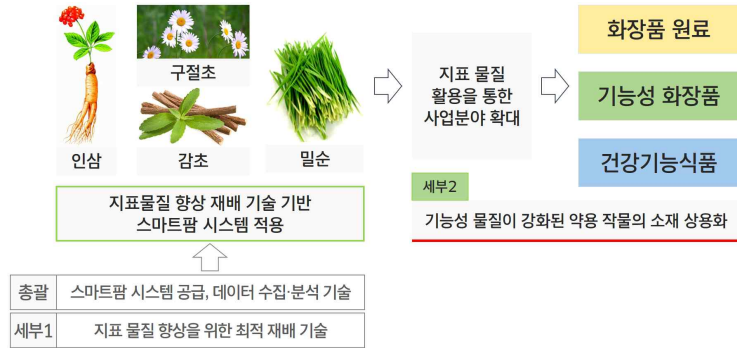 구절초
인삼
감초
밀순
지표물질 향상 재배 기술 기반
스마트팜 시스템 적용
총괄 스마트팜 시스템 공급, 데이터 수집·분석 기술
세부1 지표 물질 향상을 위한 최적 재배 기술
지표 물질
활용을 통한
사업분야 확대
화장품 원료
기능성 화장품
건강기능식품
세부2
기능성 물질이 강화된 약용 작물의 소재 상용화